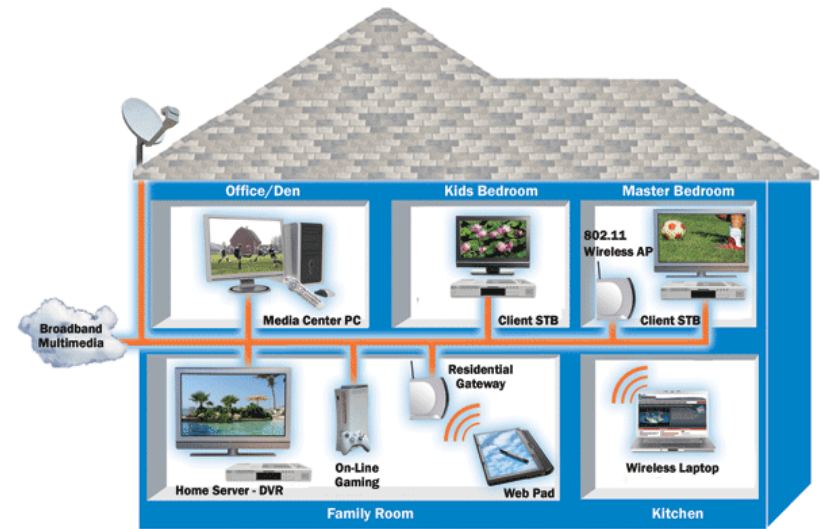 Office/Den
Kids Bedroom
Master Bedroom
802.11
Wireless AP
Media Center PC
Client STB
Client STB
Broadband
Multimedia
Residential
Gateway
On-Line
Gaming
Home Server - DVR
Web Pad
Wireless Laptop
Family Room
Kitchen